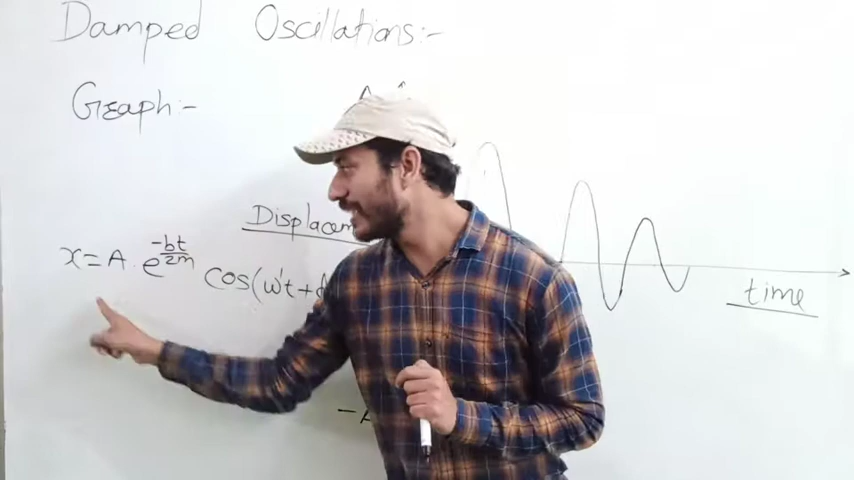 Damped Oscillations:-
Graph:-
Displacem
x=A.e^{-bt/2m} cos(w't+
time
-A